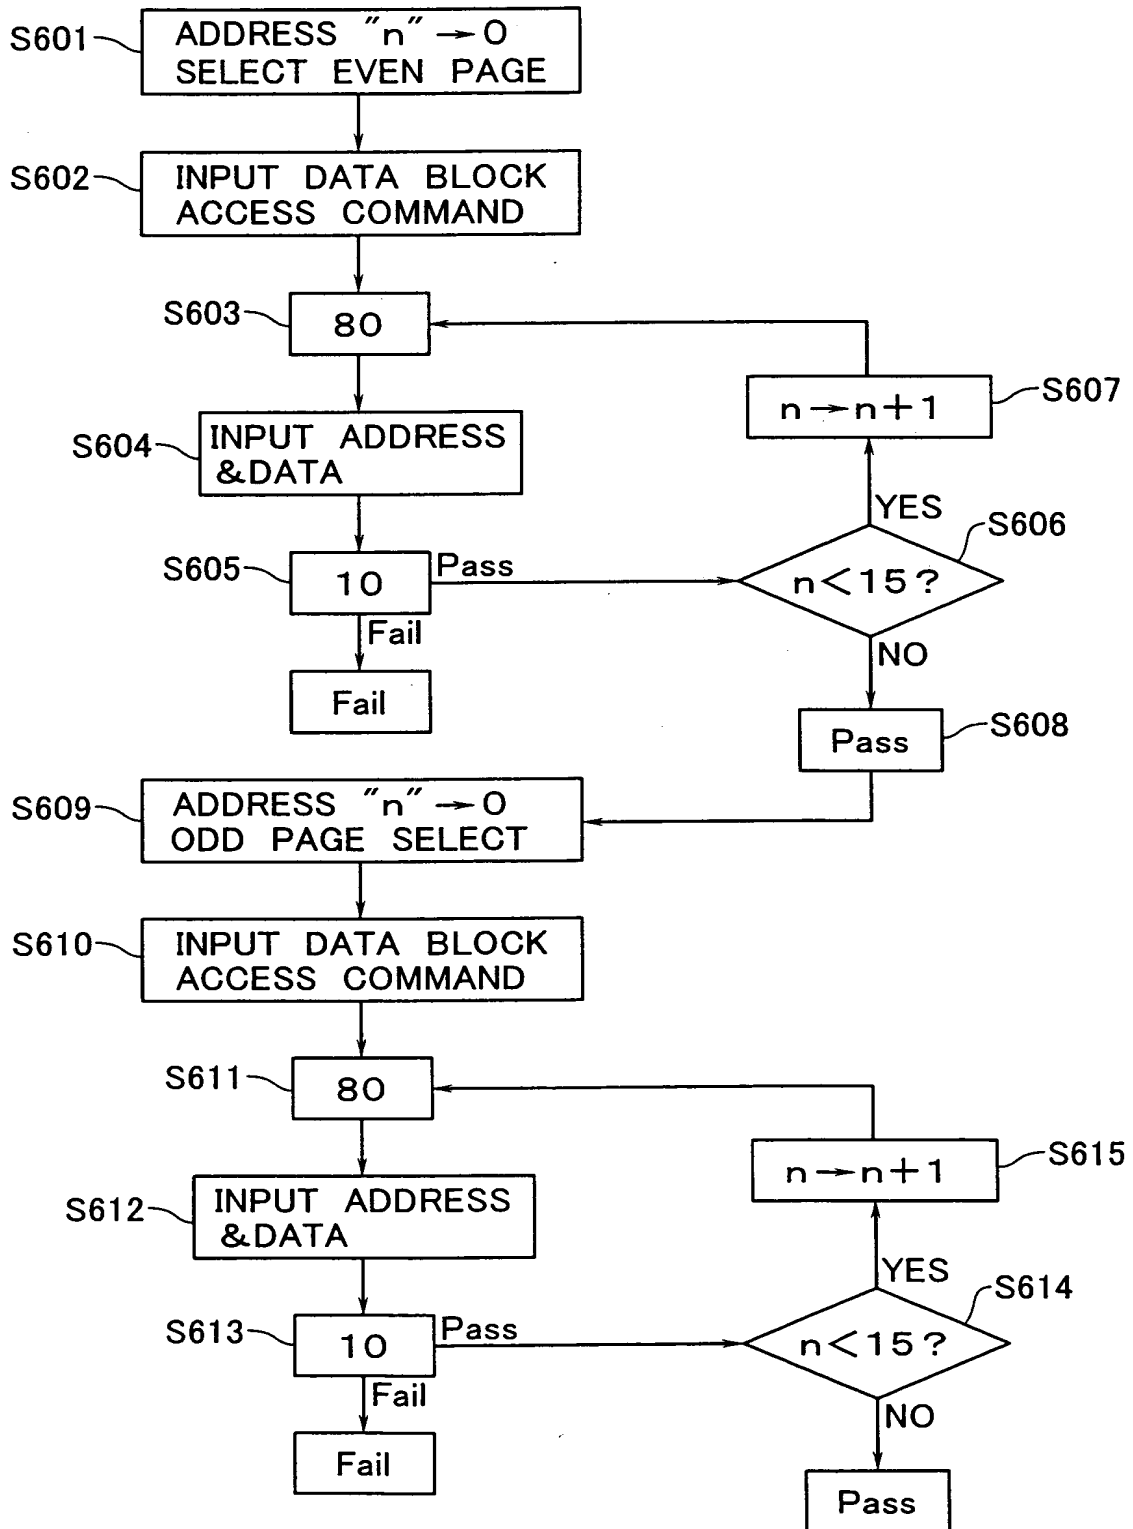 S601
ADDRESS "n" → 0
SELECT EVEN PAGE
S602
INPUT DATA BLOCK
ACCESS COMMAND
S603
80
n → n+1
S607
S604
INPUT ADDRESS
&DATA
YES
S606
S605
10
Pass
n<15?
Fail
NO
Fail
Pass
S608
S609
ADDRESS "n" → 0
ODD PAGE SELECT
S610
INPUT DATA BLOCK
ACCESS COMMAND
S611
80
n → n+1
S615
S612
INPUT ADDRESS
&DATA
YES
S614
S613
10
Pass
n<15?
Fail
NO
Fail
Pass